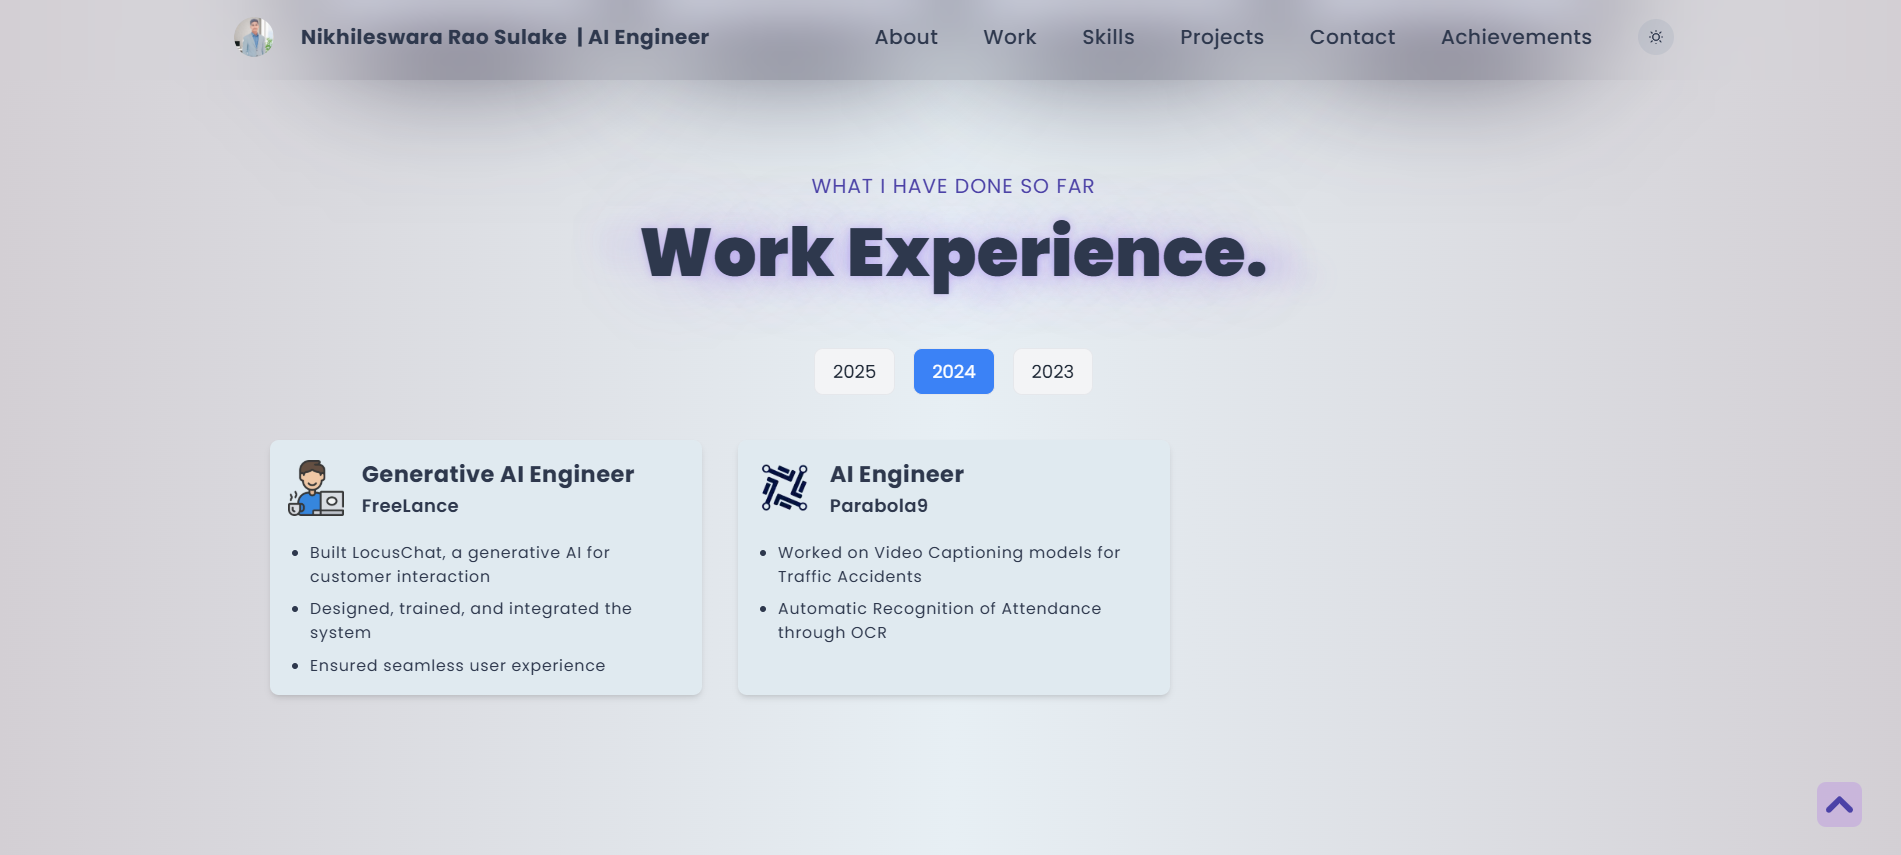 Nikhileswara Rao Sulake | AI Engineer
About Work Skills Projects Contact Achievements
WHAT I HAVE DONE SO FAR
Work Experience.
2025 2024 2023
Generative AI Engineer
FreeLance
• Built LocusChat, a generative AI for
customer interaction
• Designed, trained, and integrated the
system
• Ensured seamless user experience
AI Engineer
Parabola9
• Worked on Video Captioning models for
Traffic Accidents
• Automatic Recognition of Attendance
through OCR